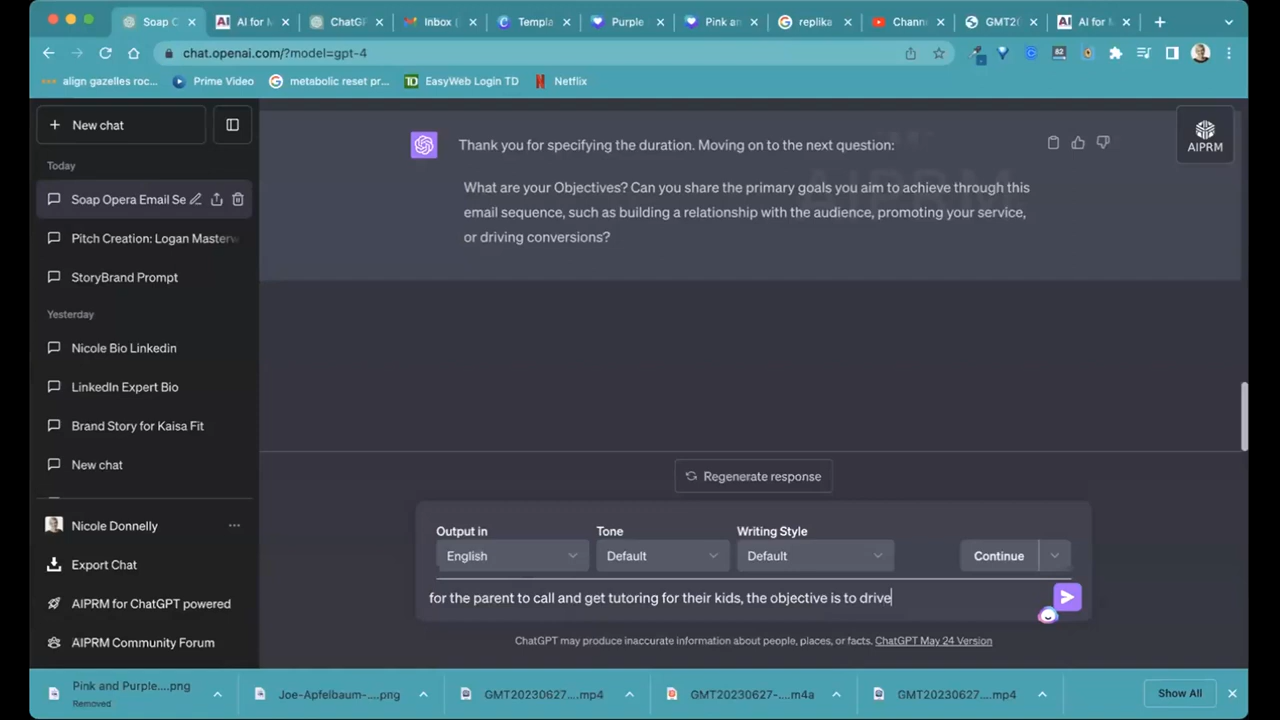 Soap C
AI for M
ChatGP
Inbox (
Templa
Purple
Pink an
replika
Chann
GMT20
AI for M
chat.openai.com/?model=gpt-4
82
align gazelles roc...
Prime Video
metabolic reset pr...
TD
EasyWeb Login TD
Netflix
New chat
Today
Soap Opera Email Se
Pitch Creation: Logan Masterw
StoryBrand Prompt
Yesterday
Nicole Bio Linkedin
LinkedIn Expert Bio
Brand Story for Kaisa Fit
New chat
Nicole Donnelly
Export Chat
AIPRM for ChatGPT powered
AIPRM Community Forum
AIPRM
Thank you for specifying the duration. Moving on to the next question:
What are your Objectives? Can you share the primary goals you aim to achieve through this
email sequence, such as building a relationship with the audience, promoting your service,
or driving conversions?
Regenerate response
Output in
Tone
Writing Style
English
Default
Default
Continue
for the parent to call and get tutoring for their kids, the objective is to drive
ChatGPT may produce inaccurate information about people, places, or facts. ChatGPT May 24 Version
Pink and Purple....png
Removed
Joe-Apfelbaum-....png
GMT20230627....mp4
GMT20230627-....m4a
GMT20230627....mp4
Show All